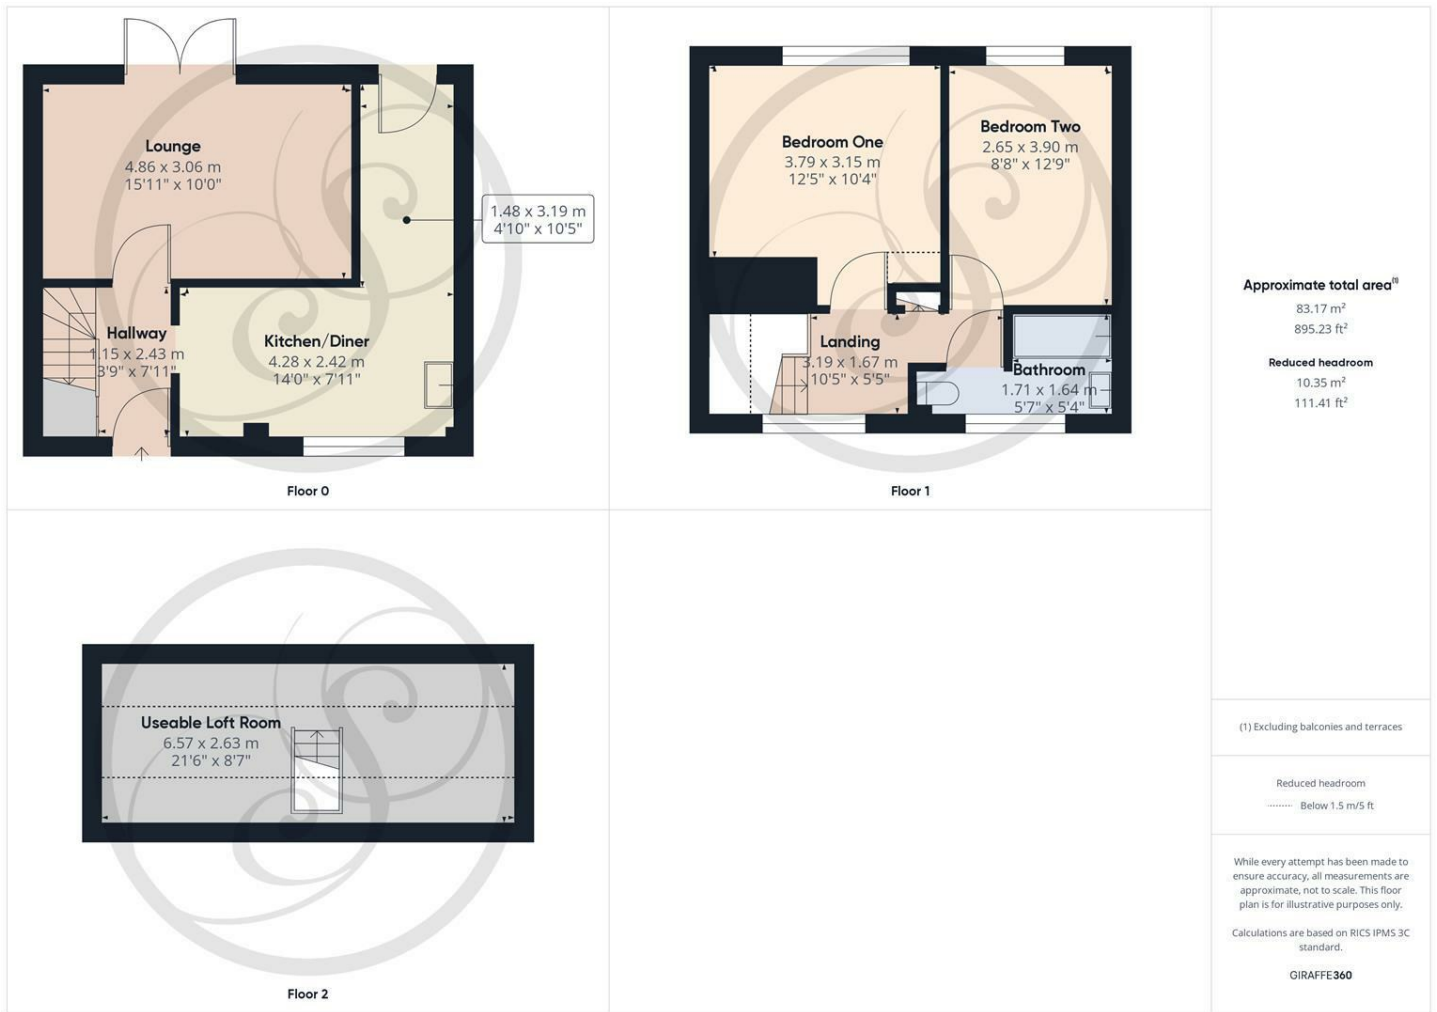 Lounge
4.86 x 3.06 m
15'11" x 10'0"
1.48 x 3.19 m
4'10" x 10'5"
Hallway
1.15 x 2.43 m
3'9" x 7'11"
Kitchen/Diner
4.28 x 2.42 m
14'0" x 7'11"
Floor 0
Bedroom One
3.79 x 3.15 m
12'5" x 10'4"
Bedroom Two
2.65 x 3.90 m
8'8" x 12'9"
Landing
3.19 x 1.67 m
10'5" x 5'5"
Bathroom
1.71 x 1.64 m
5'7" x 5'4"
Floor 1
Useable Loft Room
6.57 x 2.63 m
21'6" x 8'7"
Floor 2
Approximate total area(1)
83.17 m²
895.23 ft²
Reduced headroom
10.35 m²
111.41 ft²
(1) Excluding balconies and terraces
Reduced headroom
Below 1.5 m/5 ft
While every attempt has been made to
ensure accuracy, all measurements are
approximate, not to scale. This floor
plan is for illustrative purposes only.
Calculations are based on RICS IPMS 3C
standard.
GIRAFFE360